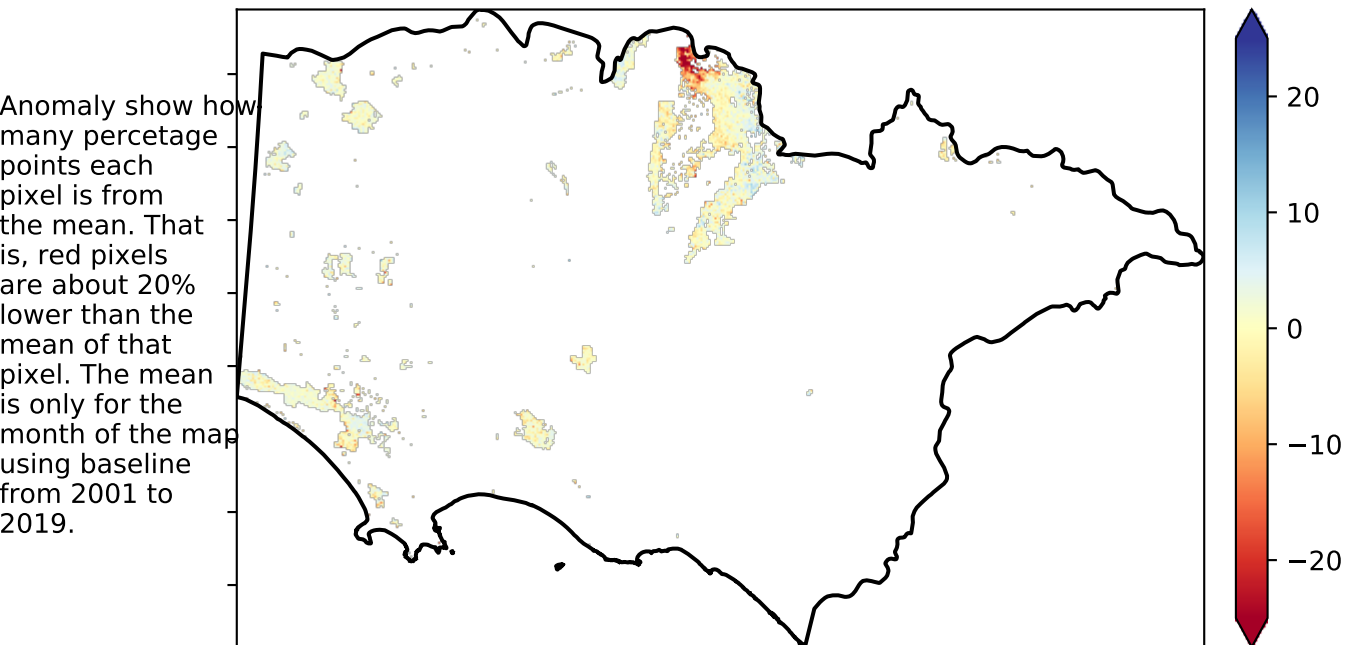 Anomaly show how
many percetage
points each
pixel is from
the mean. That
is, red pixels
are about 20%
lower than the
mean of that
pixel. The mean
is only for the
month of the map
using baseline
from 2001 to
2019.
20
10
0
−10
−20